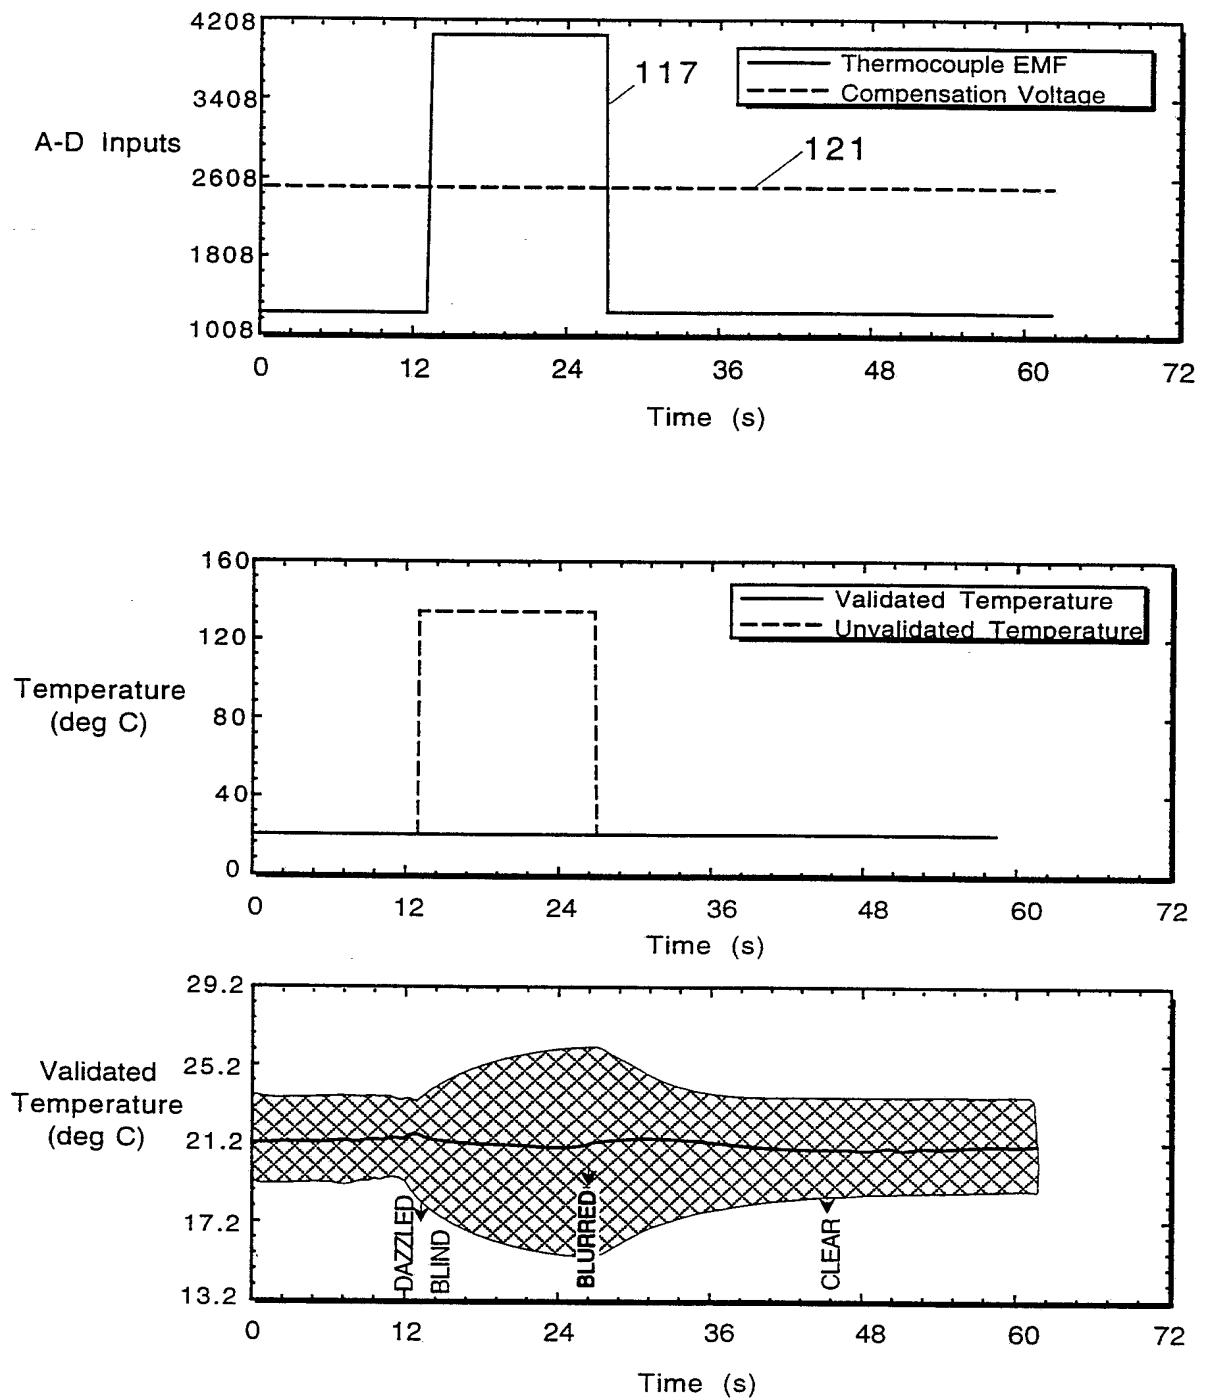 4208
3408
2608
1808
1008
A-D Inputs
Thermocouple EMF
Compensation Voltage
117
121
0 12 24 36 48 60 72
Time (s)
160
120
80
40
0
Temperature
(deg C)
Validated Temperature
Unvalidated Temperature
0 12 24 36 48 60 72
Time (s)
29.2
25.2
21.2
17.2
13.2
Validated
Temperature
(deg C)
DAZZLED
BLIND
BLURRED
CLEAR
0 12 24 36 48 60 72
Time (s)